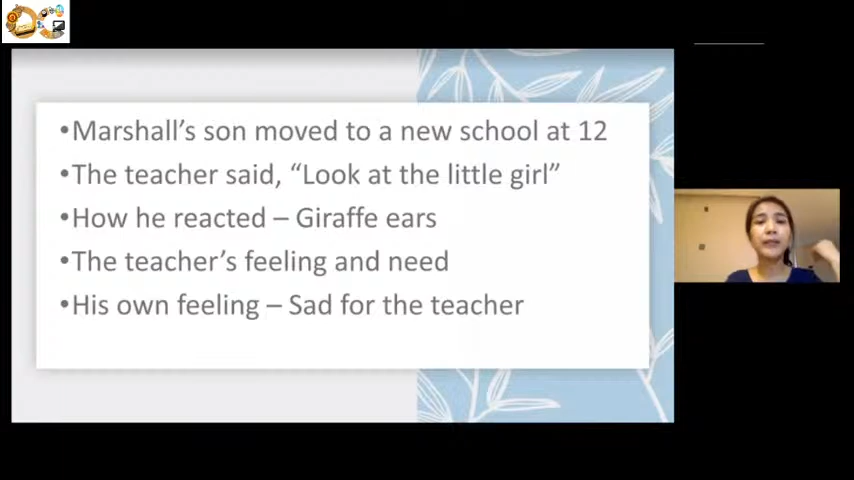 •Marshall's son moved to a new school at 12
•The teacher said, “Look at the little girl”
•How he reacted – Giraffe ears
•The teacher's feeling and need
•His own feeling – Sad for the teacher